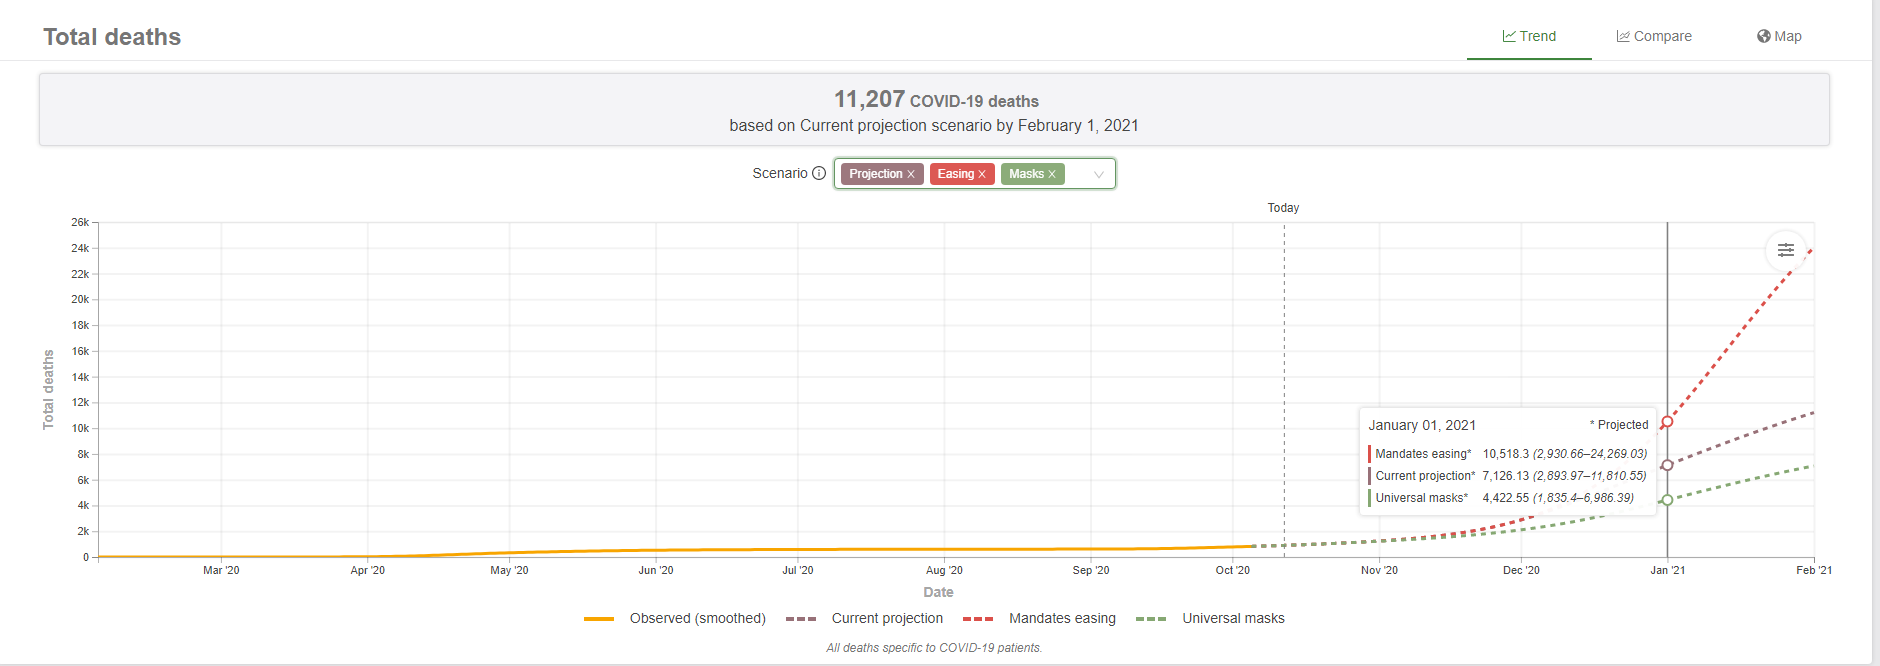 Total deaths
Trend Compare Map
11,207 COVID-19 deaths
based on Current projection scenario by February 1, 2021
Scenario Projection Easing Masks
Today
26k
24k
22k
20k
18k
16k
14k
12k
10k
8k
6k
4k
2k
0
Total deaths
January 01, 2021 * Projected
Mandates easing* 10,518.3 (2,930.66–24,269.03)
Current projection* 7,126.13 (2,893.97–11,810.55)
Universal masks* 4,422.55 (1,835.4–6,986.39)
Mar '20 Apr '20 May '20 Jun '20 Jul '20 Aug '20 Sep '20 Oct '20 Nov '20 Dec '20 Jan '21 Feb '21
Date
Observed (smoothed) Current projection Mandates easing Universal masks
All deaths specific to COVID-19 patients.